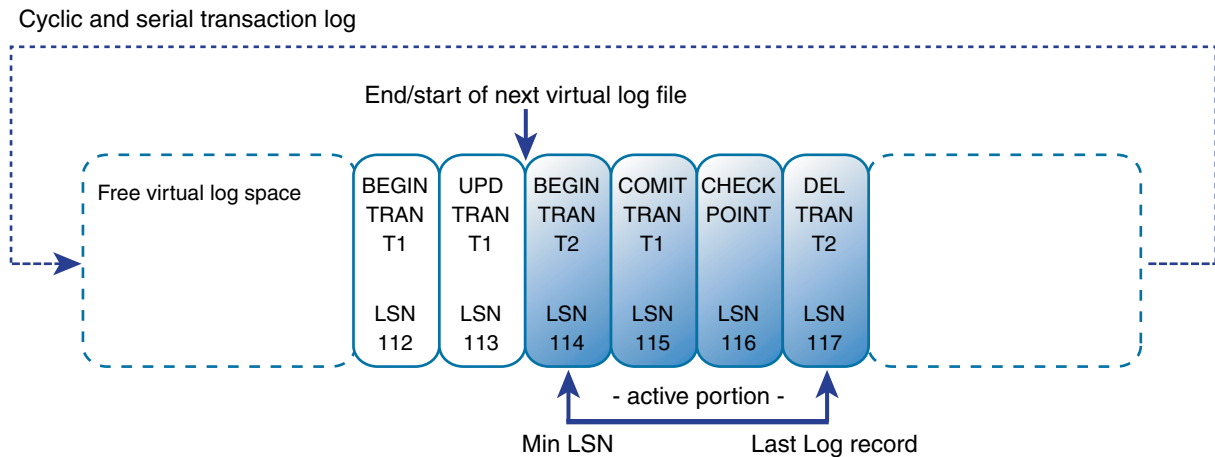 Cyclic and serial transaction log
End/start of next virtual log file
Free virtual log space
BEGIN
TRAN
T1
LSN
112
UPD
TRAN
T1
LSN
113
BEGIN
TRAN
T2
LSN
114
COMIT
TRAN
T1
LSN
115
CHECK
POINT
LSN
116
DEL
TRAN
T2
LSN
117
- active portion -
Min LSN
Last Log record